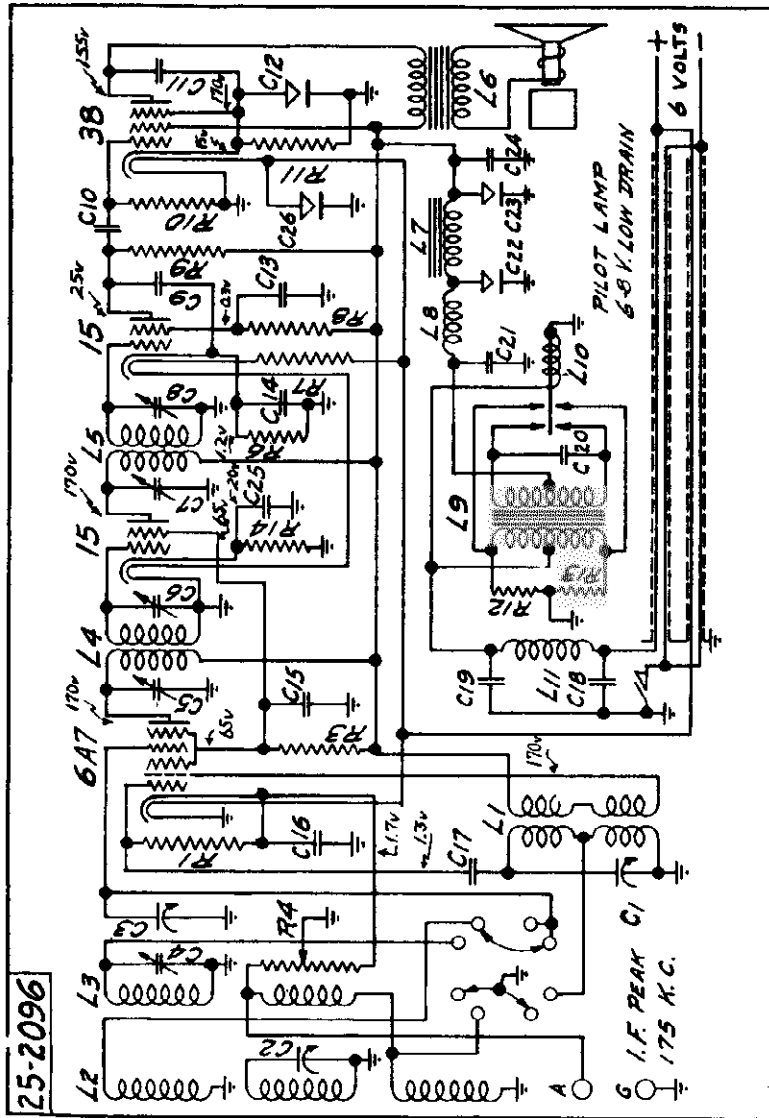 25-2096
L2
L3
C4
C3
6A7
170v
C5
L4
C6
15
170v
C7
L5
C8
15
25v
C9
R9
C10
38
155v
C11
170v
C12
R10
R11
C26
C13
R8
R7
C14
R6
1.2v
C25
R14
65v
C15
65v
R3
R1
C16
R4
C2
1.7v
1.3v
C17
L1
170v
C1
A
G
I.F. PEAK
175 K.C.
C19
L11
C18
R12
R13
L9
C20
L10
C21
L8
L7
C22
C23
C24
L6
PILOT LAMP
6-8 V. LOW DRAIN
+
6 VOLTS
-